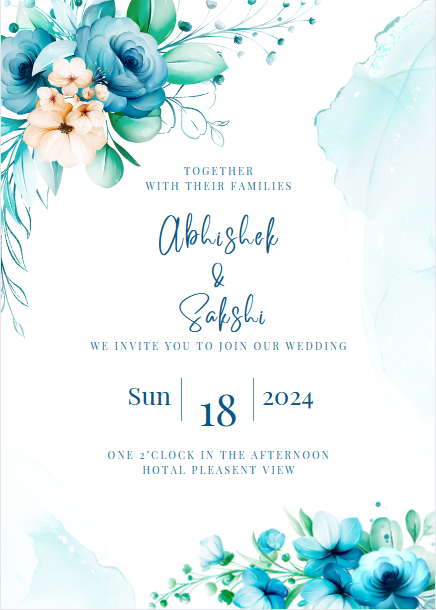 TOGETHER
WITH THEIR FAMILIES
Abhishek
&
Sakshi
WE INVITE YOU TO JOIN OUR WEDDING
Sun 18 2024
ONE 2'CLOCK IN THE AFTERNOON
HOTAL PLEASENT VIEW